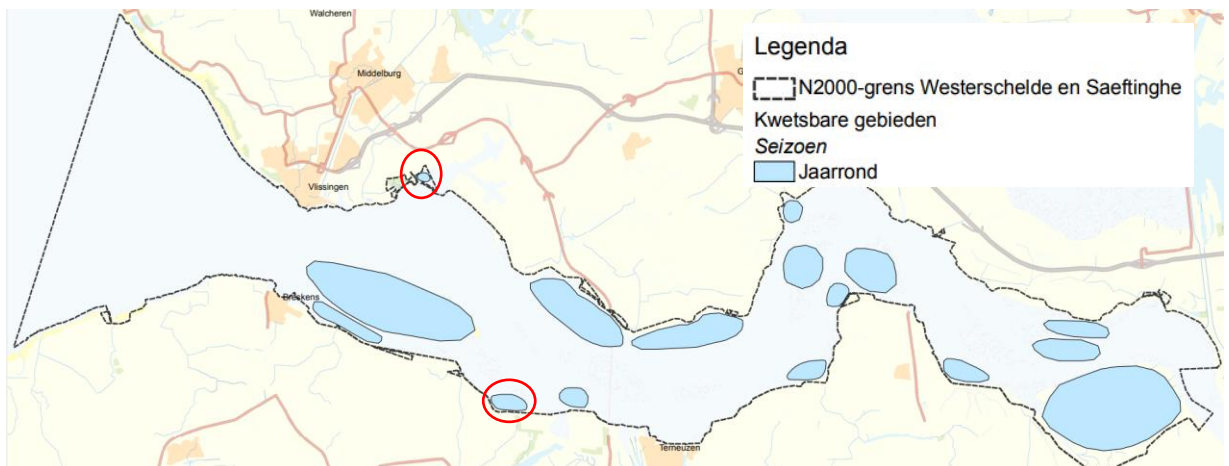 Walcheren
Middelburg
Vlissingen
Breskens
Terneuzen
G
Legenda
N2000-grens Westerschelde en Saeftinghe
Kwetsbare gebieden
Seizoen
Jaarrond